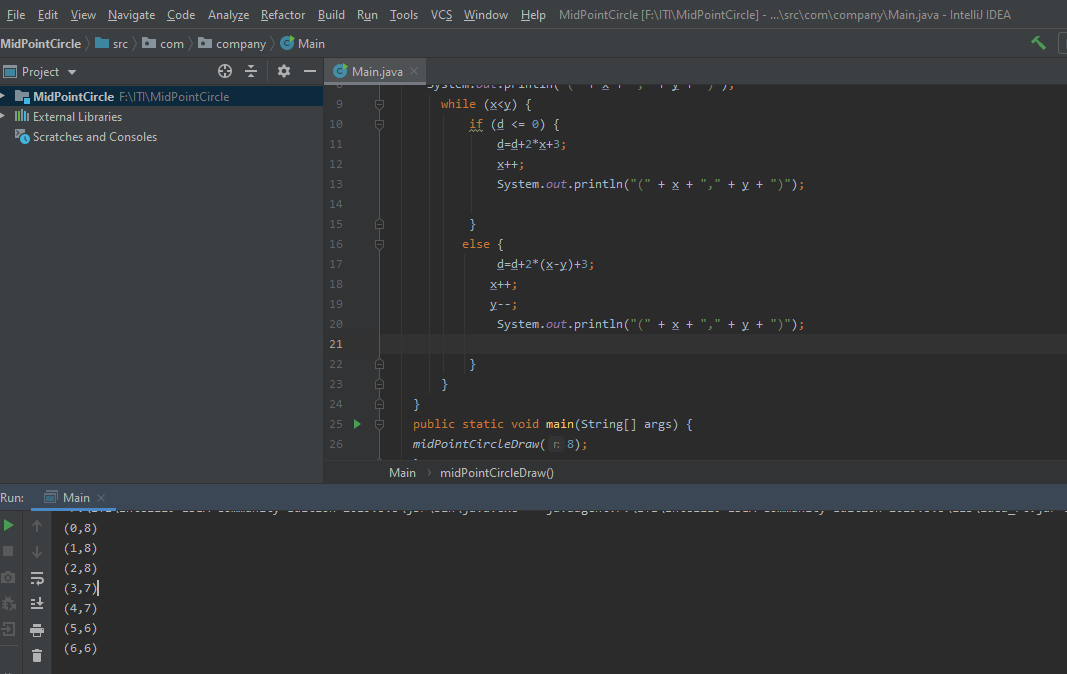 File Edit View Navigate Code Analyze Refactor Build Run Tools VCS Window Help MidPointCircle [F:\ITI\MidPointCircle] - ...\src\com\company\Main.java - IntelliJ IDEA
MidPointCircle src com company Main
Project
Main.java
MidPointCircle F:\ITI\MidPointCircle
External Libraries
Scratches and Consoles
8 System.out.println("(" + x + "," + y + ")");
9 while (x<y) {
10 if (d <= 0) {
11 d=d+2*x+3;
12 x++;
13 System.out.println("(" + x + "," + y + ")");
14
15 }
16 else {
17 d=d+2*(x-y)+3;
18 x++;
19 y--;
20 System.out.println("(" + x + "," + y + ")");
21
22 }
23 }
24 }
25 public static void main(String[] args) {
26 midPointCircleDraw( r: 8);
Main midPointCircleDraw()
Run: Main
(0,8)
(1,8)
(2,8)
(3,7)
(4,7)
(5,6)
(6,6)